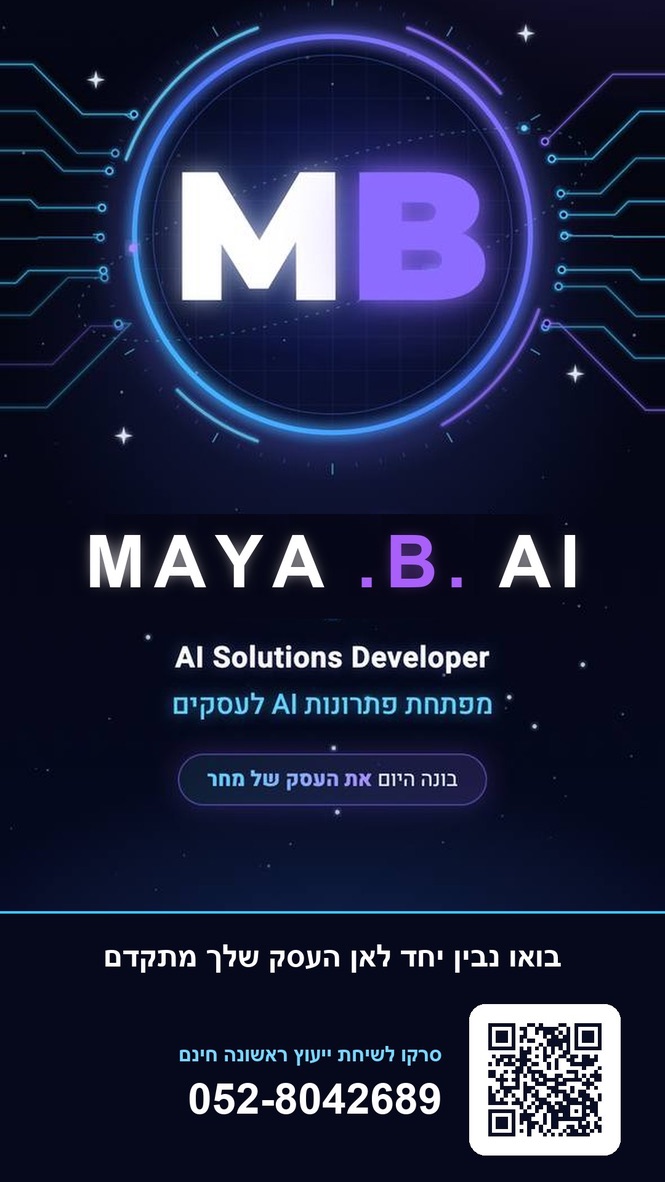 MB
MAYA .B. AI
AI Solutions Developer
מפתחת פתרונות AI לעסקים
בונה היום את העסק של מחר
בואו נבין יחד לאן העסק שלך מתקדם
סרקו לשיחת ייעוץ ראשונה חינם
052-8042689